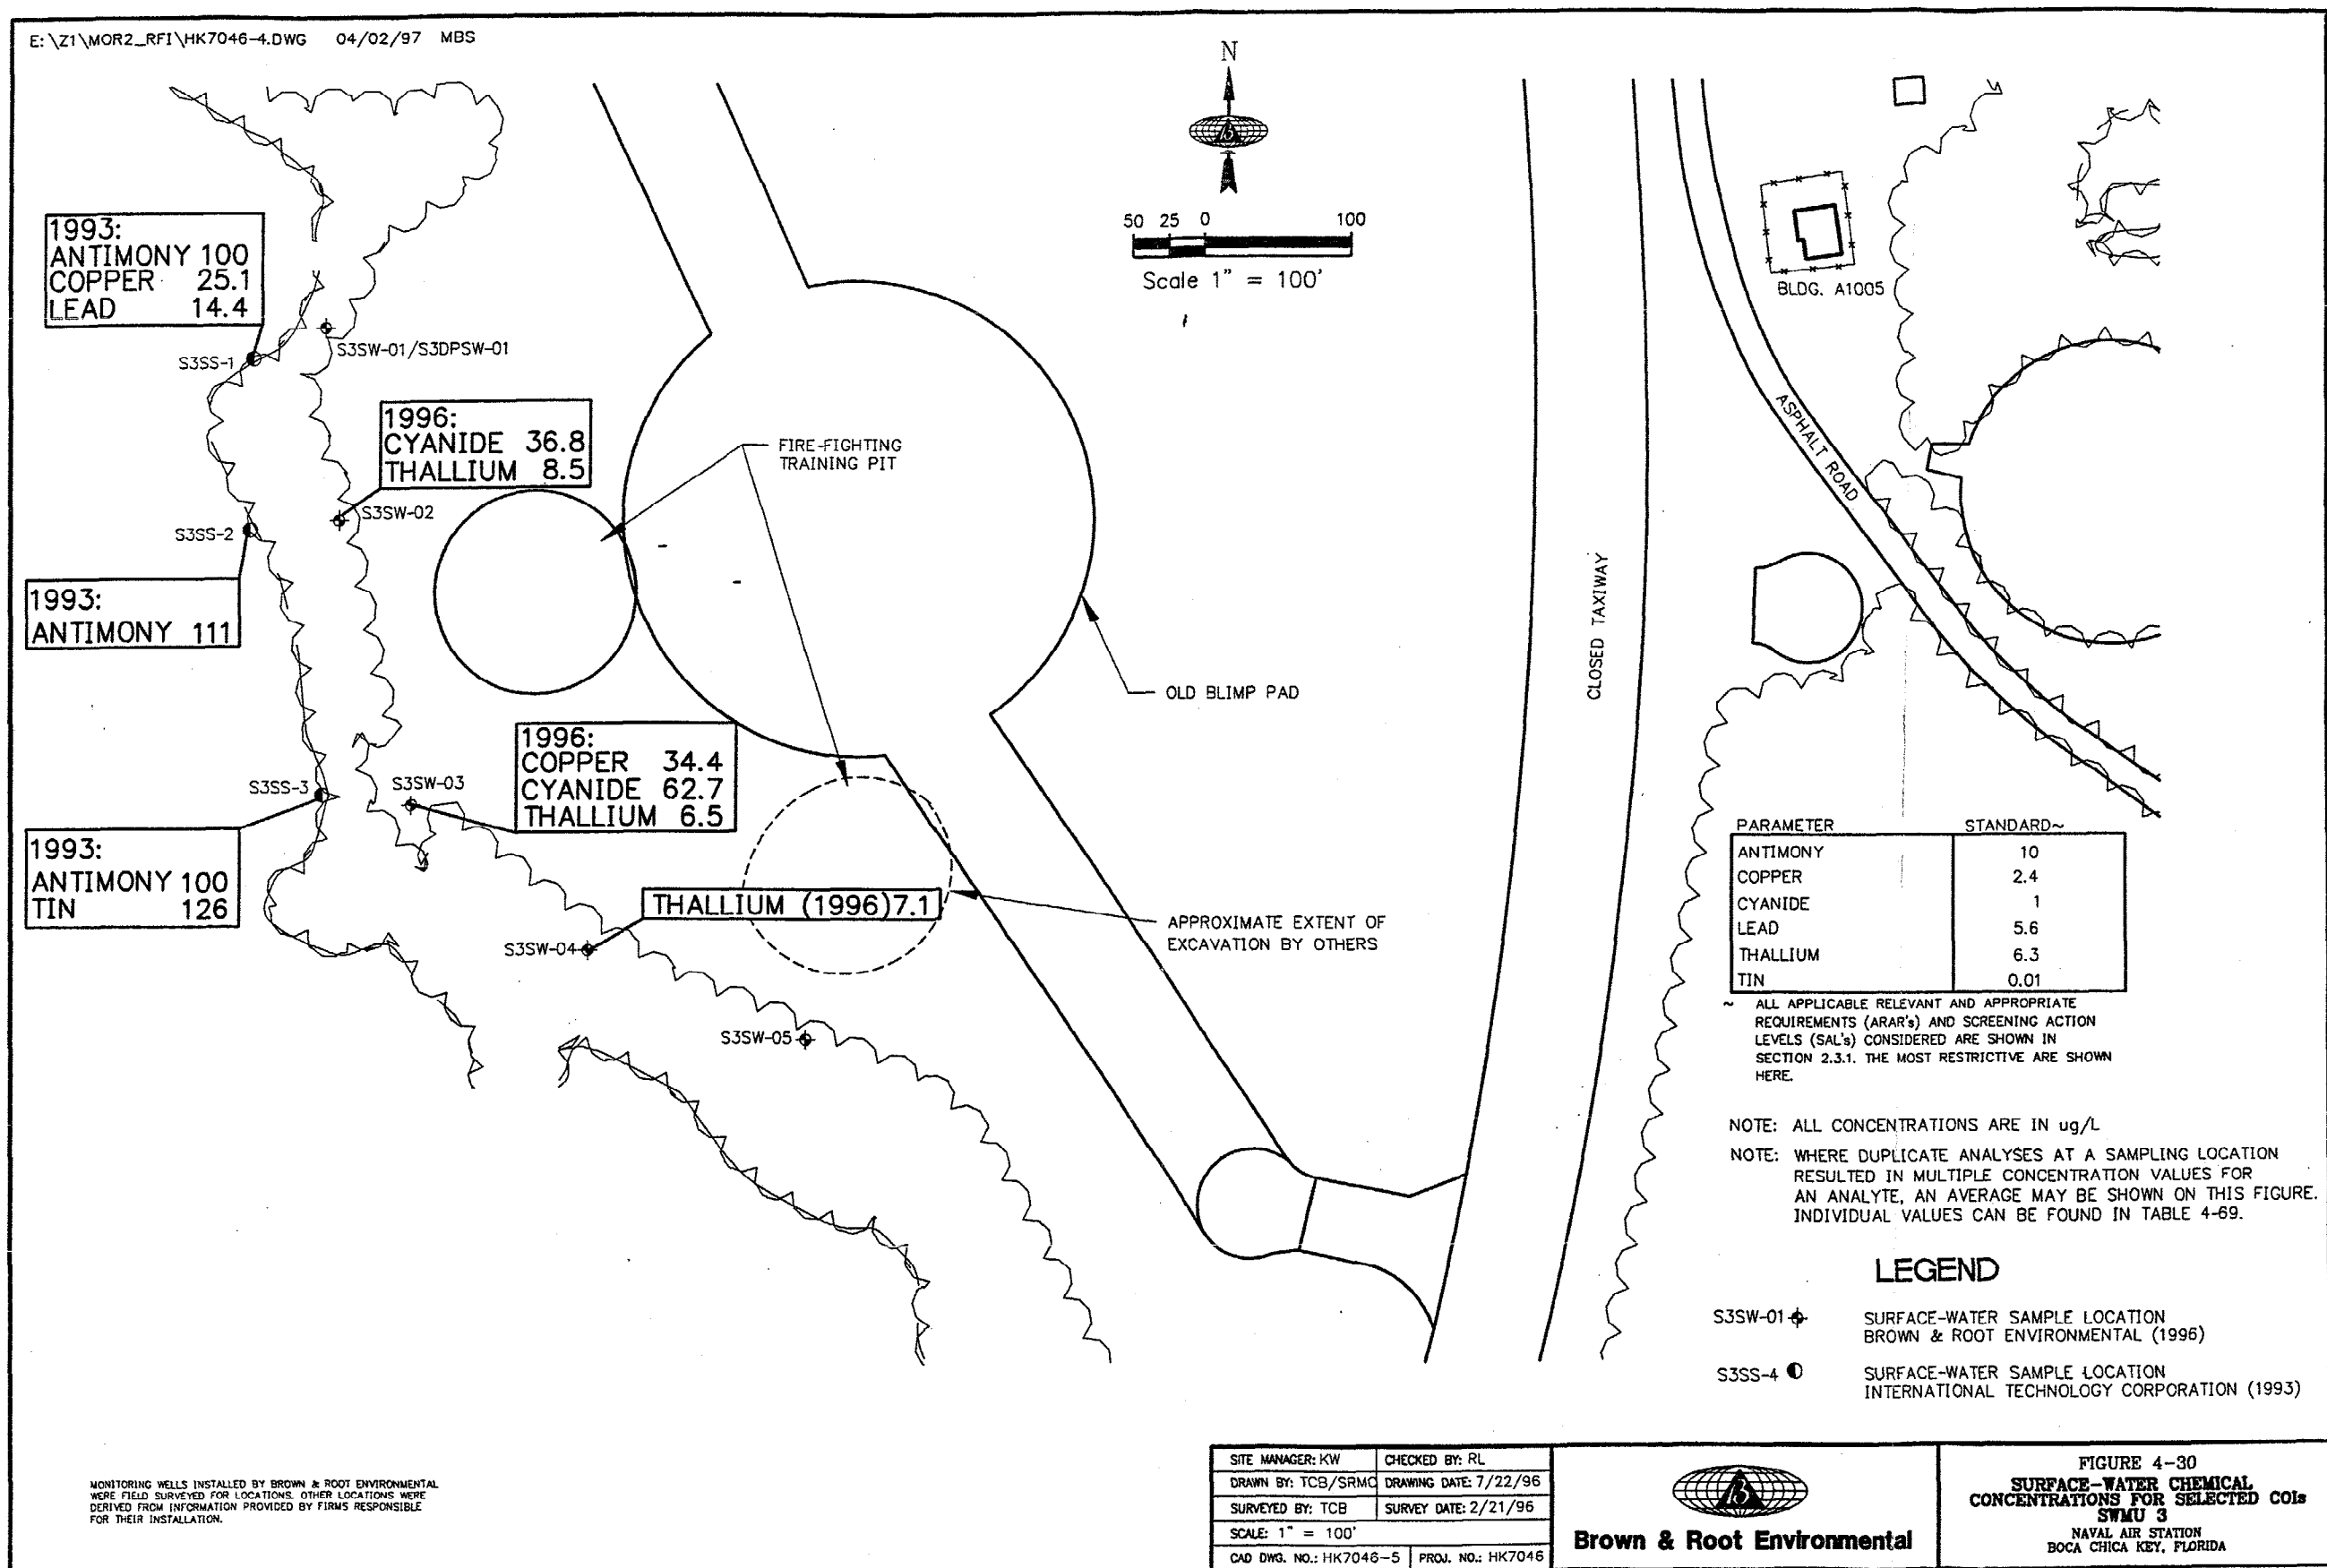 E:\Z1\MOR2_RFI\HK7046-4.DWG 04/02/97 MBS
N
50 25 0 100
Scale 1" = 100'
1993:
ANTIMONY 100
COPPER 25.1
LEAD 14.4
S3SS-1
S3SW-01/S3DPSW-01
1996:
CYANIDE 36.8
THALLIUM 8.5
S3SW-02
S3SS-2
1993:
ANTIMONY 111
FIRE-FIGHTING
TRAINING PIT
OLD BLIMP PAD
CLOSED TAXIWAY
ASPHALT ROAD
BLDG. A1005
1996:
COPPER 34.4
CYANIDE 62.7
THALLIUM 6.5
S3SS-3
S3SW-03
1993:
ANTIMONY 100
TIN 126
THALLIUM (1996)7.1
S3SW-04
S3SW-05
APPROXIMATE EXTENT OF
EXCAVATION BY OTHERS
PARAMETER STANDARD~
ANTIMONY 10
COPPER 2.4
CYANIDE 1
LEAD 5.6
THALLIUM 6.3
TIN 0.01
~ ALL APPLICABLE RELEVANT AND APPROPRIATE
REQUIREMENTS (ARAR's) AND SCREENING ACTION
LEVELS (SAL's) CONSIDERED ARE SHOWN IN
SECTION 2.3.1. THE MOST RESTRICTIVE ARE SHOWN
HERE.
NOTE: ALL CONCENTRATIONS ARE IN ug/L
NOTE: WHERE DUPLICATE ANALYSES AT A SAMPLING LOCATION
RESULTED IN MULTIPLE CONCENTRATION VALUES FOR
AN ANALYTE, AN AVERAGE MAY BE SHOWN ON THIS FIGURE.
INDIVIDUAL VALUES CAN BE FOUND IN TABLE 4-69.
LEGEND
S3SW-01 SURFACE-WATER SAMPLE LOCATION
BROWN & ROOT ENVIRONMENTAL (1996)
S3SS-4 SURFACE-WATER SAMPLE LOCATION
INTERNATIONAL TECHNOLOGY CORPORATION (1993)
MONITORING WELLS INSTALLED BY BROWN & ROOT ENVIRONMENTAL
WERE FIELD SURVEYED FOR LOCATIONS. OTHER LOCATIONS WERE
DERIVED FROM INFORMATION PROVIDED BY FIRMS RESPONSIBLE
FOR THEIR INSTALLATION.
SITE MANAGER: KW CHECKED BY: RL
DRAWN BY: TCB/SRMC DRAWING DATE: 7/22/96
SURVEYED BY: TCB SURVEY DATE: 2/21/96
SCALE: 1" = 100'
CAD DWG. NO.: HK7046-5 PROJ. NO.: HK7046
Brown & Root Environmental
FIGURE 4-30
SURFACE-WATER CHEMICAL
CONCENTRATIONS FOR SELECTED COIs
SWMU 3
NAVAL AIR STATION
BOCA CHICA KEY, FLORIDA